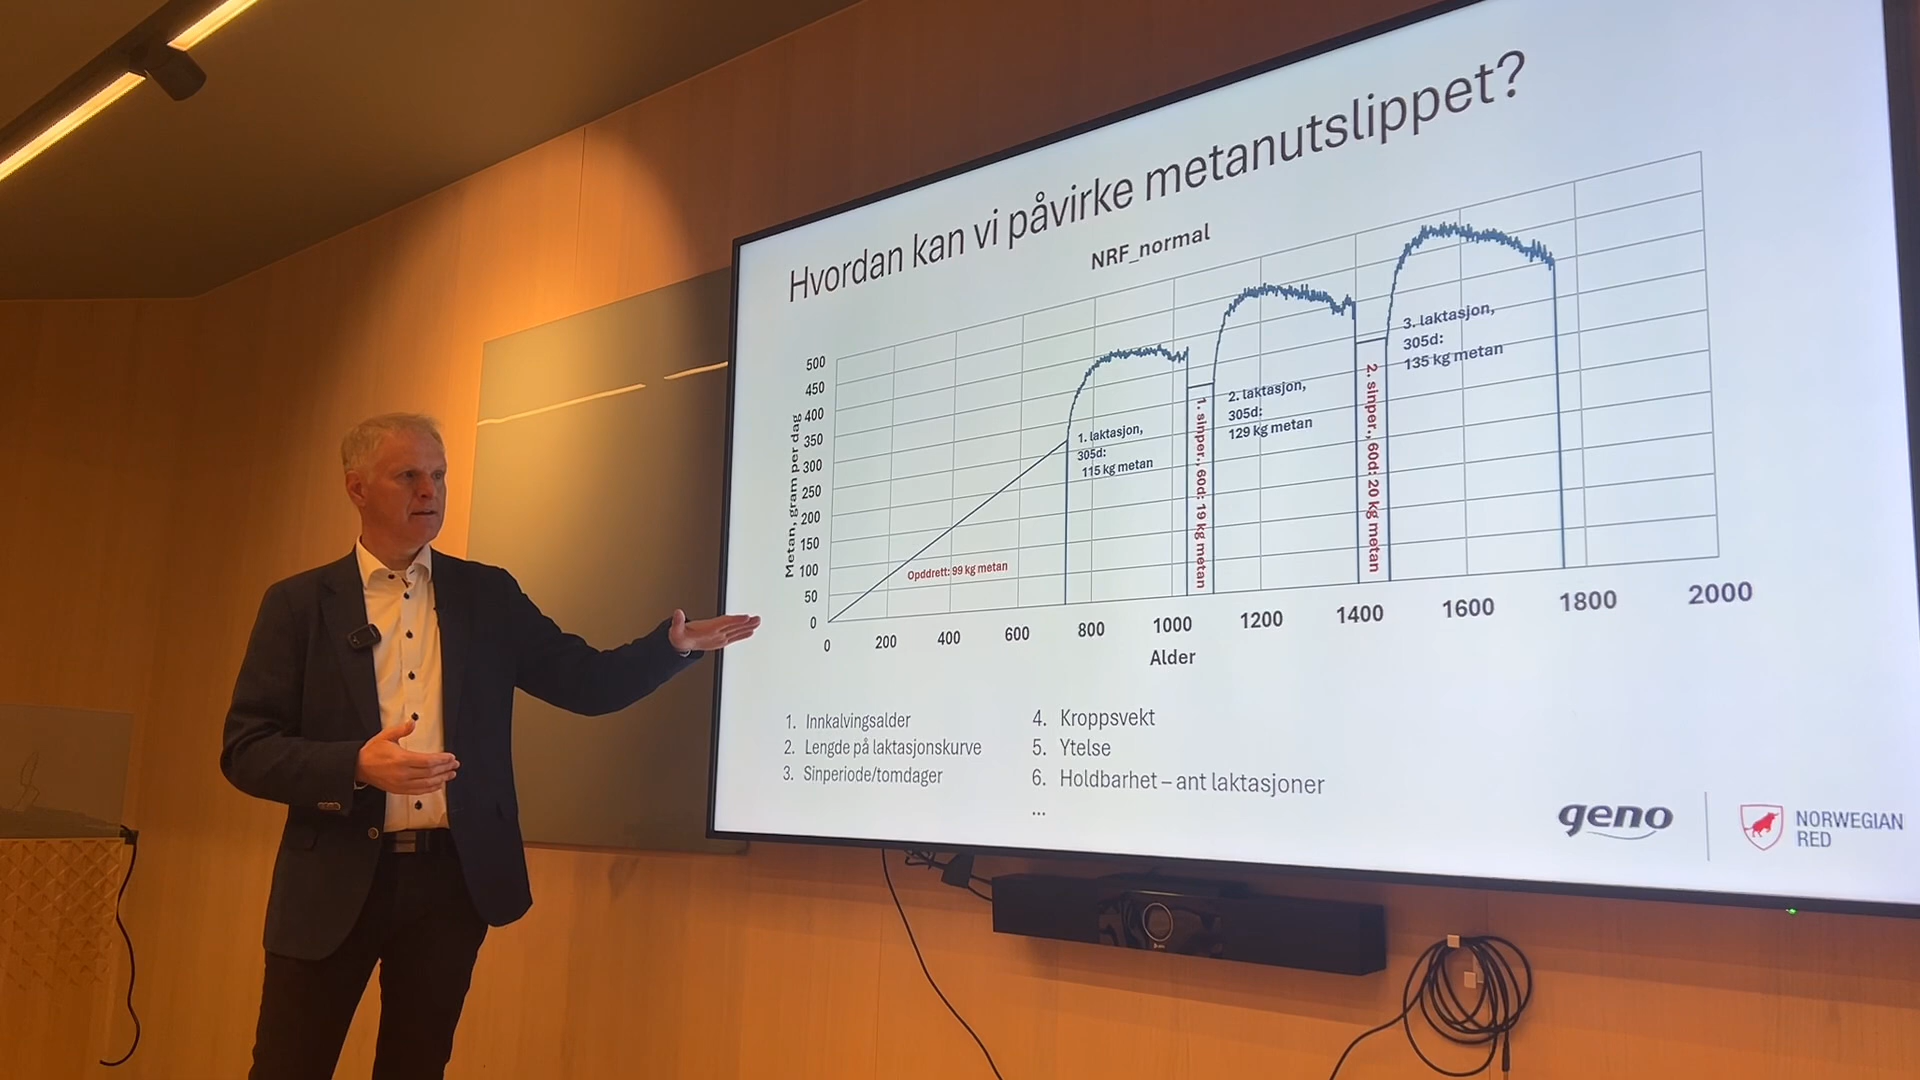 Hvordan kan vi påvirke metanutslippet?
NRF_normal
Metan, gram per dag
500
450
400
350
300
250
200
150
100
50
0
Opddrett: 99 kg metan
1. laktasjon,
305d:
115 kg metan
1. sinper., 60d: 19 kg metan
2. laktasjon,
305d:
129 kg metan
2. sinper., 60d: 20 kg metan
3. laktasjon,
305d:
135 kg metan
0 200 400 600 800 1000 1200 1400 1600 1800 2000
Alder
1. Innkalvingsalder
2. Lengde på laktasjonskurve
3. Sinperiode/tomdager
4. Kroppsvekt
5. Ytelse
6. Holdbarhet – ant laktasjoner
...
geno
NORWEGIAN
RED